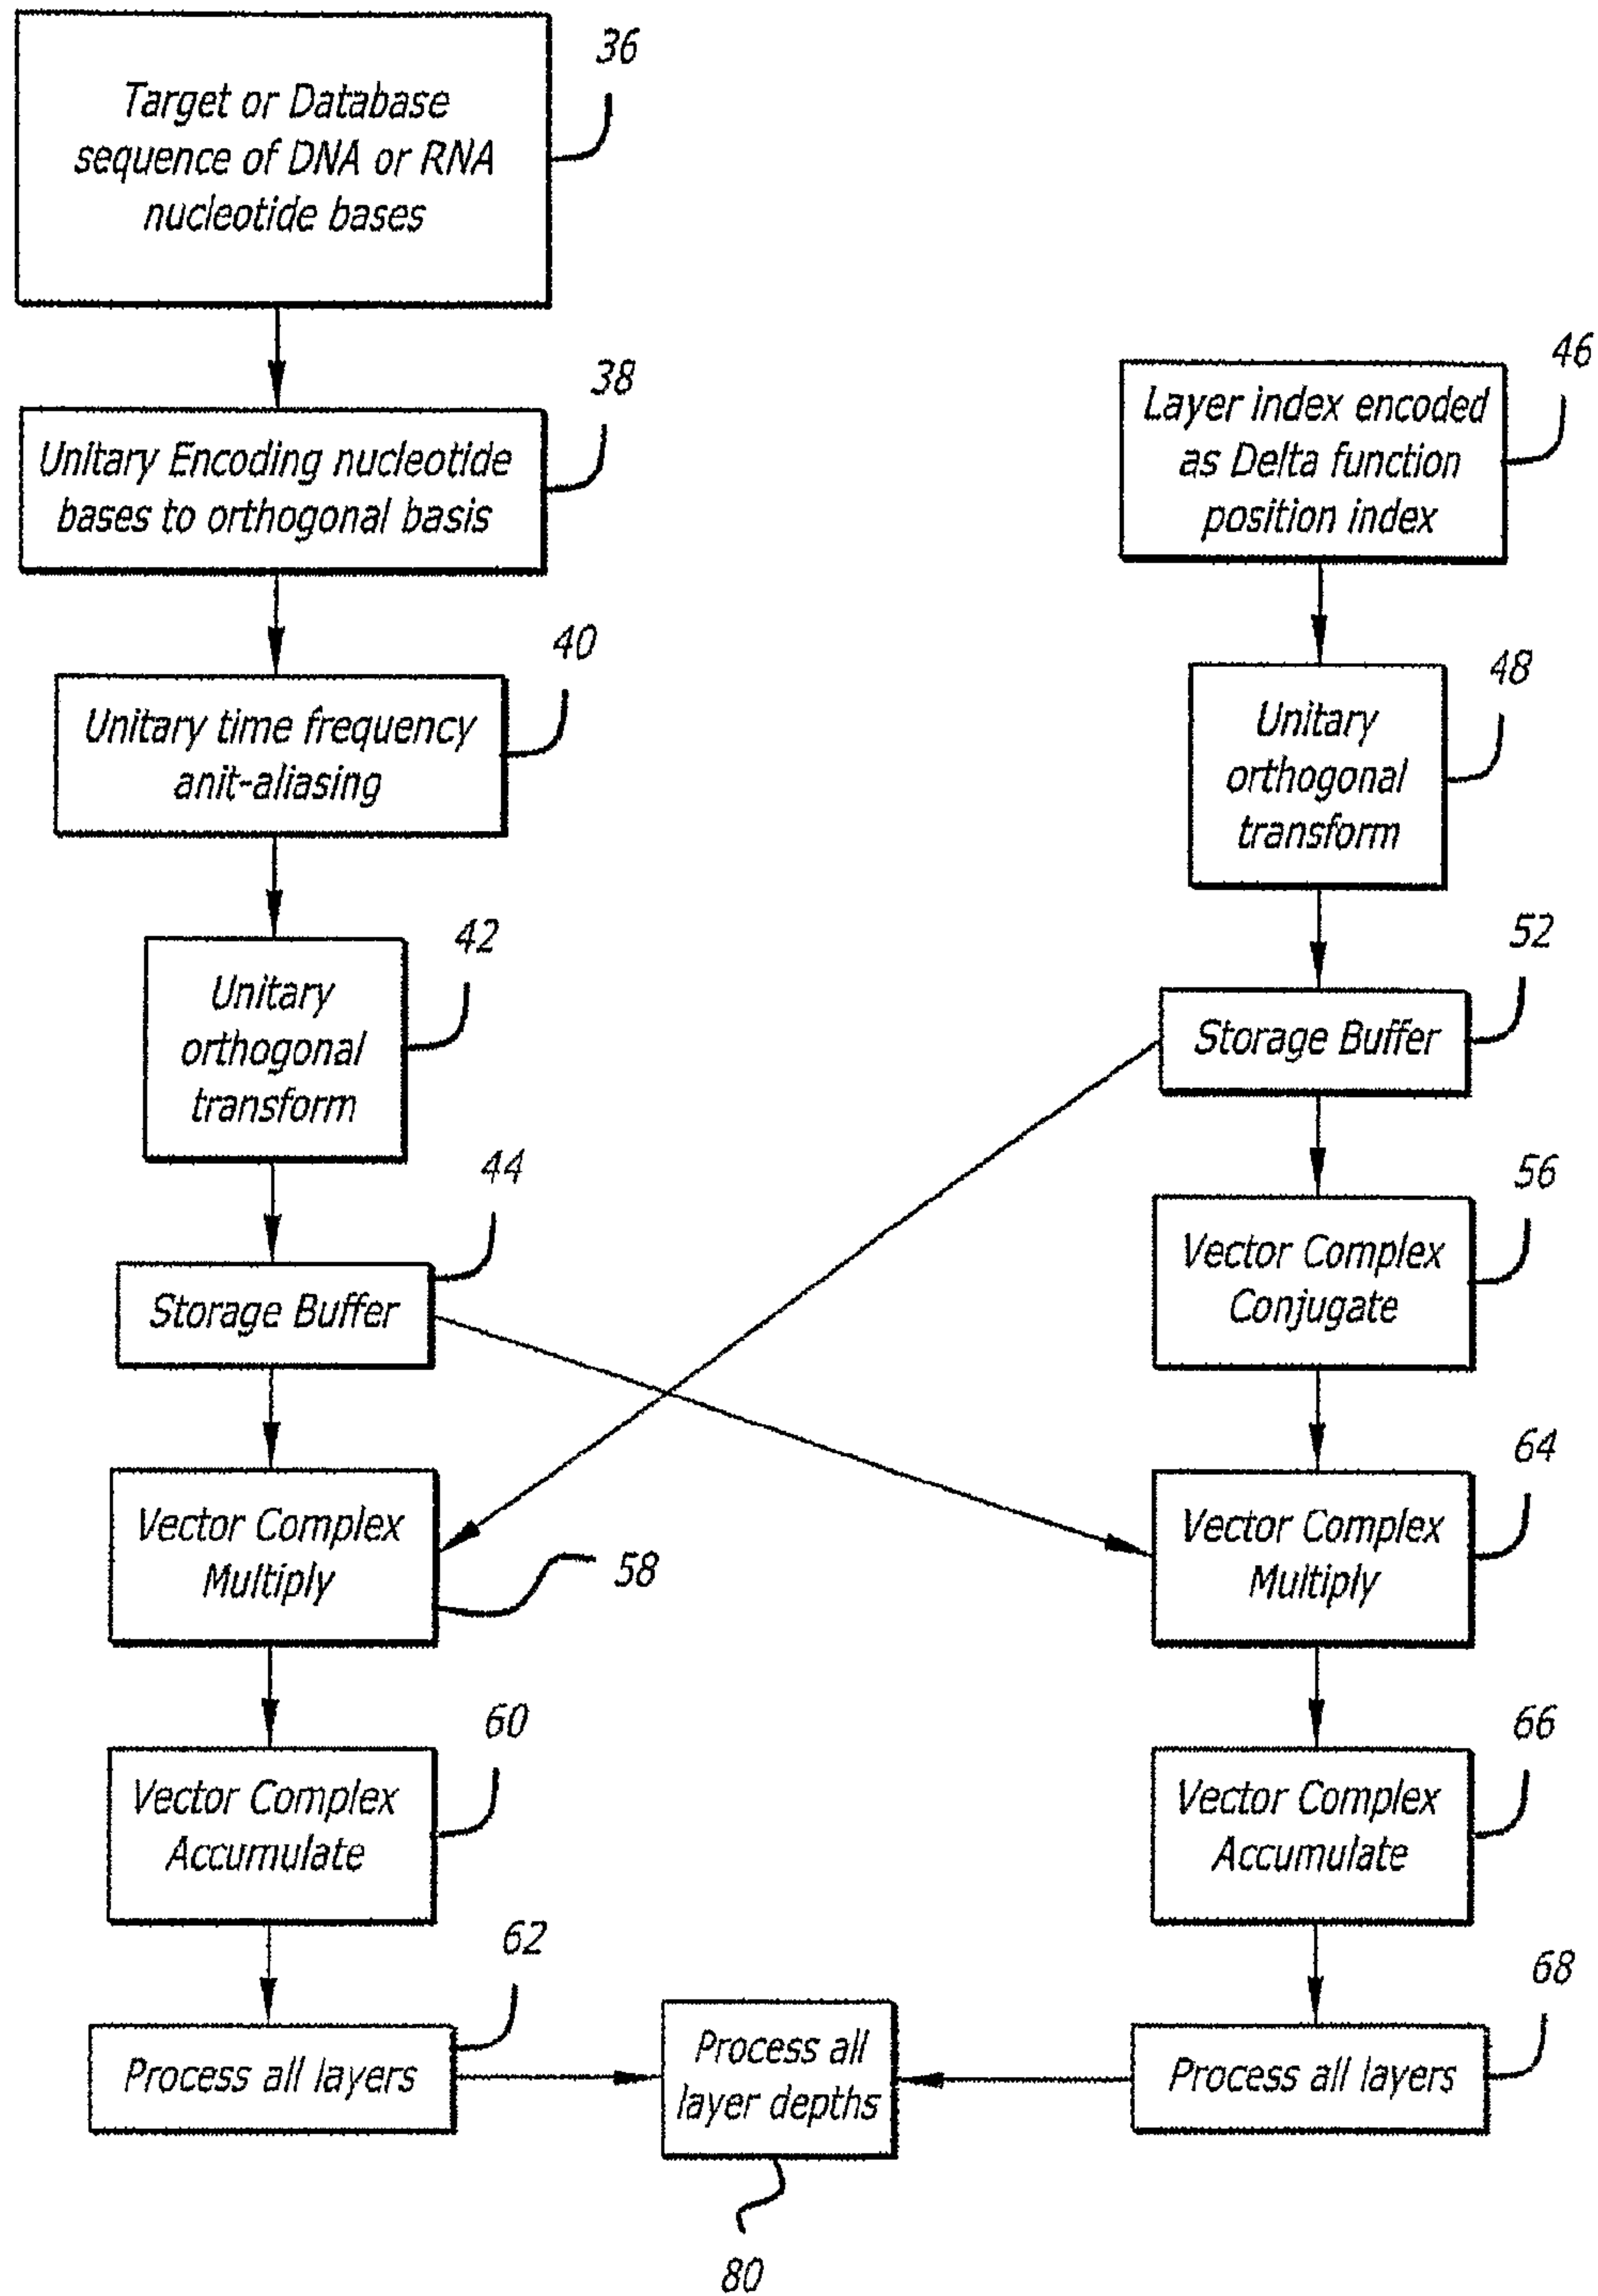 36
Target or Database
sequence of DNA or RNA
nucleotide bases
38
Unitary Encoding nucleotide
bases to orthogonal basis
40
Unitary time frequency
anit-aliasing
42
Unitary
orthogonal
transform
44
Storage Buffer
Vector Complex
Multiply
58
60
Vector Complex
Accumulate
62
Process all layers
46
Layer index encoded
as Delta function
position index
48
Unitary
orthogonal
transform
52
Storage Buffer
56
Vector Complex
Conjugate
64
Vector Complex
Multiply
66
Vector Complex
Accumulate
68
Process all layers
Process all
layer depths
80